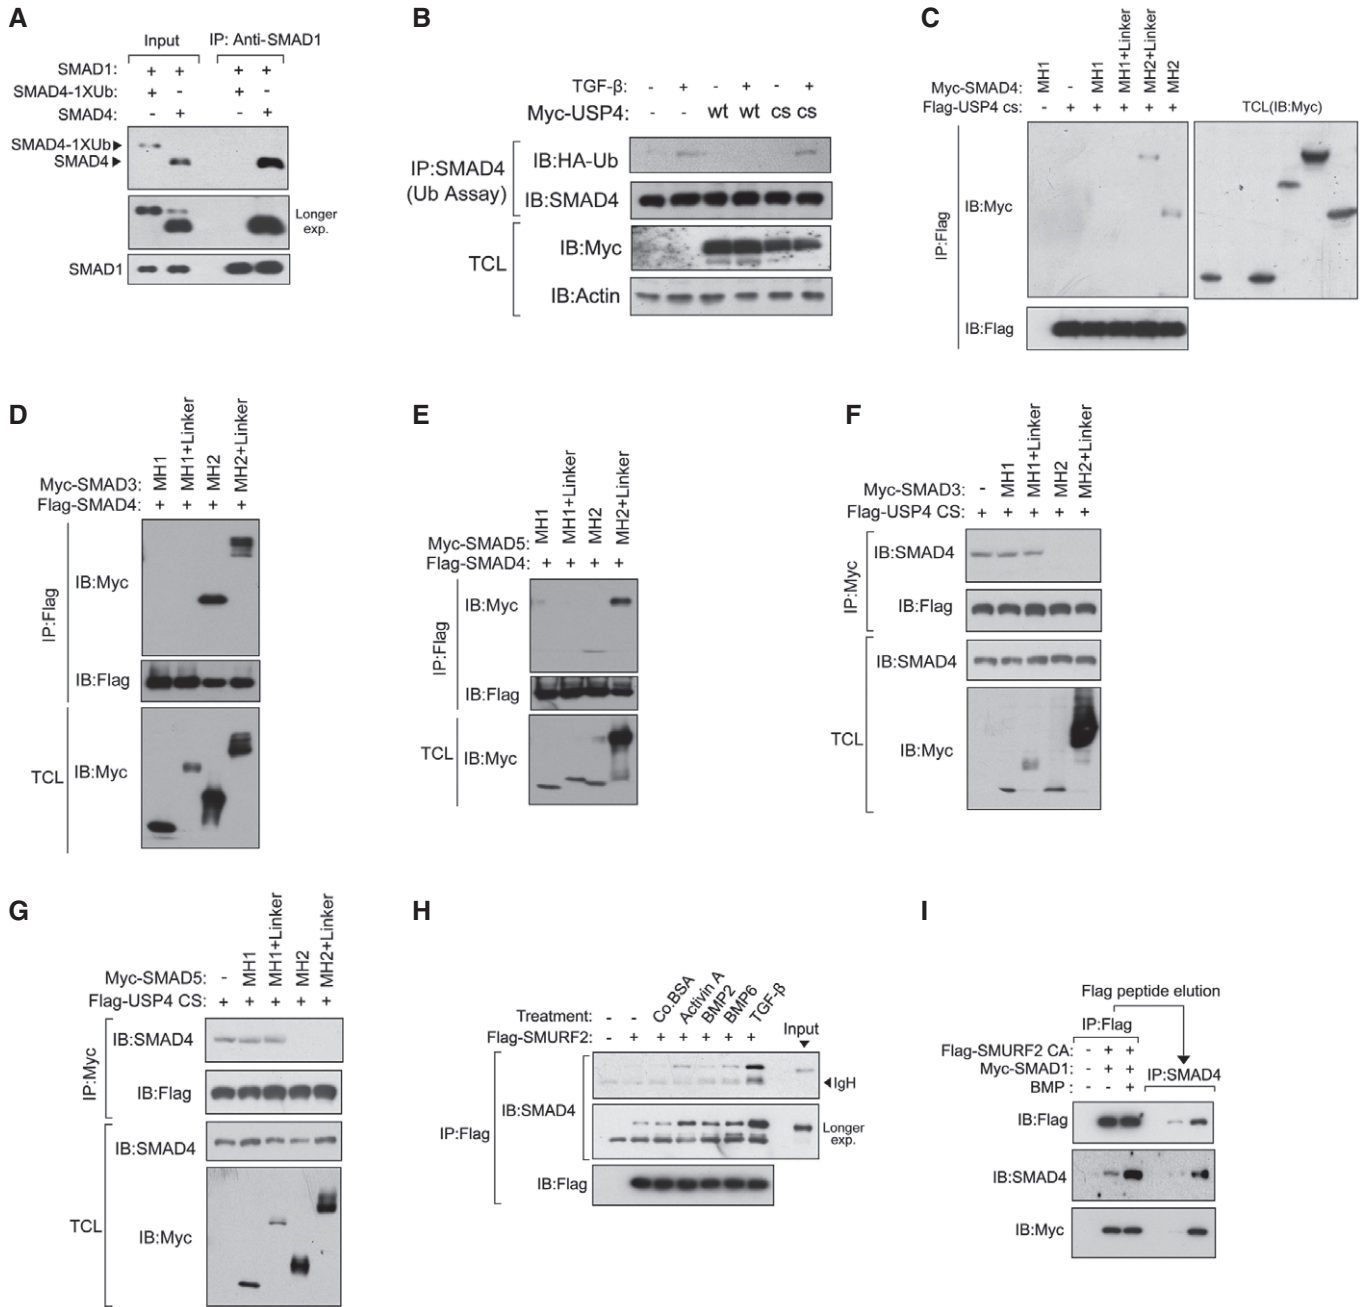 A
Input
IP: Anti-SMAD1
SMAD1: + + + +
SMAD4-1XUb: + - + -
SMAD4: - + - +
SMAD4-1XUb
SMAD4
Longer
exp.
SMAD1
B
TGF-β: - + - + - +
Myc-USP4: - - wt wt cs cs
IP:SMAD4
(Ub Assay)
IB:HA-Ub
IB:SMAD4
TCL
IB:Myc
IB:Actin
C
Myc-SMAD4: MH1 - MH1 MH1+Linker MH2+Linker MH2
Flag-USP4 cs: - + + + + +
TCL(IB:Myc)
IP:Flag
IB:Myc
IB:Flag
D
Myc-SMAD3: MH1 MH1+Linker MH2 MH2+Linker
Flag-SMAD4: + + + +
IP:Flag
IB:Myc
IB:Flag
TCL
IB:Myc
E
Myc-SMAD5: MH1 MH1+Linker MH2 MH2+Linker
Flag-SMAD4: + + + +
IP:Flag
IB:Myc
IB:Flag
TCL
IB:Myc
F
Myc-SMAD3: - MH1 MH1+Linker MH2 MH2+Linker
Flag-USP4 CS: + + + + +
IP:Myc
IB:SMAD4
IB:Flag
TCL
IB:SMAD4
IB:Myc
G
Myc-SMAD5: - MH1 MH1+Linker MH2 MH2+Linker
Flag-USP4 CS: + + + + +
IP:Myc
IB:SMAD4
IB:Flag
TCL
IB:SMAD4
IB:Myc
H
Treatment: - - Co.BSA Activin A BMP2 BMP6 TGF-β
Flag-SMURF2: - + + + + + +
Input
IP:Flag
IB:SMAD4
IgH
Longer
exp.
IB:Flag
I
Flag peptide elution
IP:Flag
Flag-SMURF2 CA: - + +
Myc-SMAD1: - + +
BMP : - - +
IP:SMAD4
IB:Flag
IB:SMAD4
IB:Myc